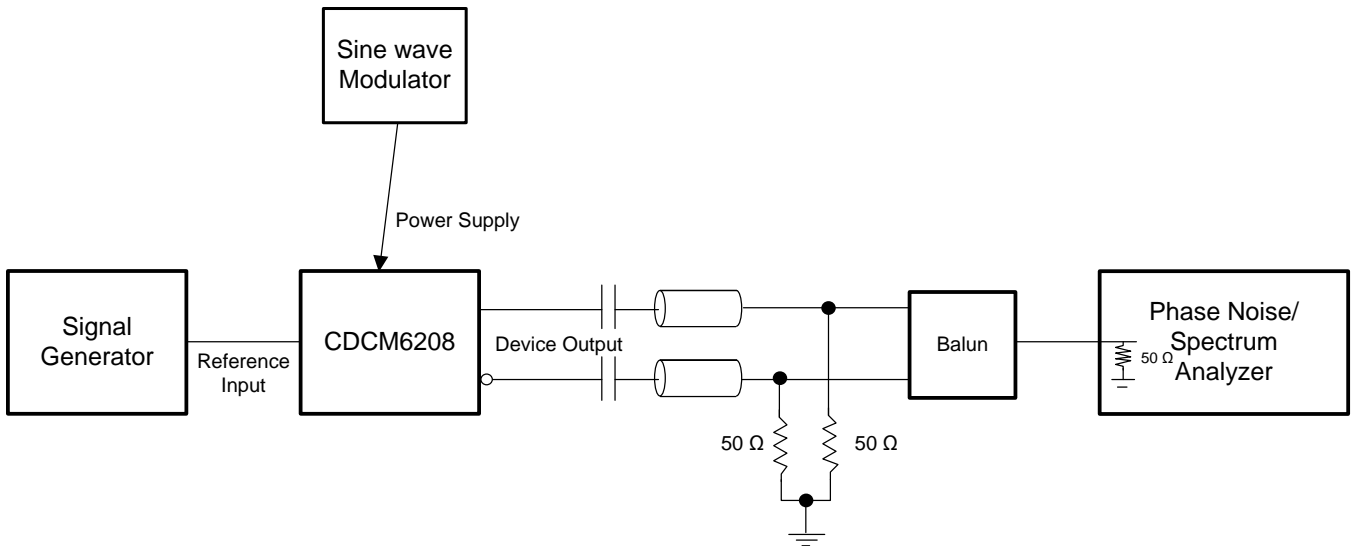 Sine wave
Modulator
Power Supply
Signal
Generator
Reference
Input
CDCM6208
Device Output
50 Ω
50 Ω
Balun
Phase Noise/
Spectrum
Analyzer
50 Ω